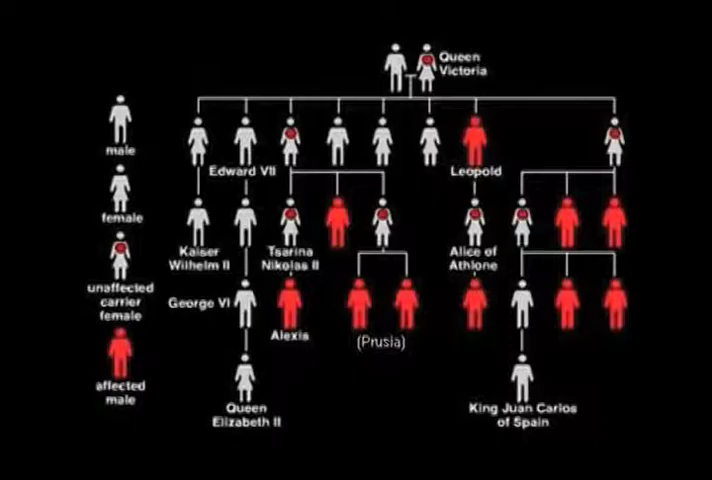 Queen
Victoria
male
Edward VII
Leopold
female
Kaiser
Wilhelm II
Tsarina
Nikolas II
Alice of
Athlone
unaffected
carrier
female
George VI
Alexis
(Prusia)
affected
male
Queen
Elizabeth II
King Juan Carlos
of Spain